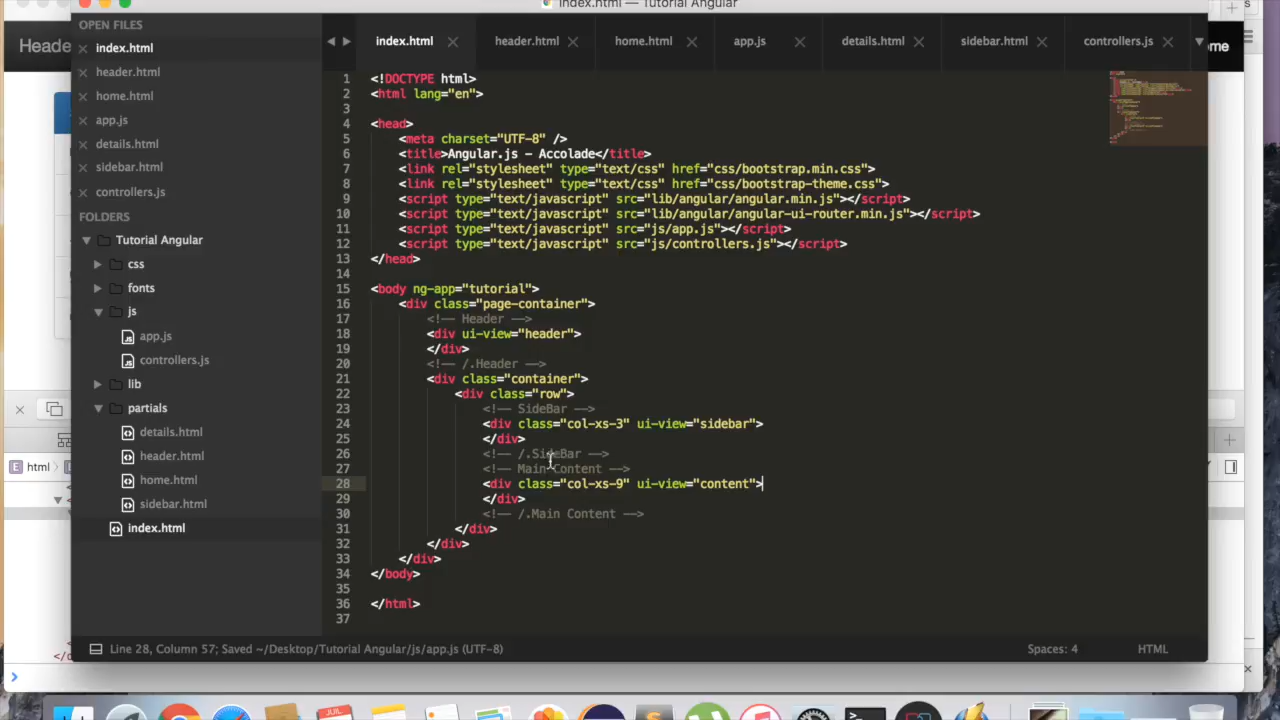 index.html — Tutorial Angular
Heade
ome
OPEN FILES
index.html
header.html
home.html
app.js
details.html
sidebar.html
controllers.js
FOLDERS
Tutorial Angular
css
fonts
js
app.js
controllers.js
lib
partials
details.html
header.html
home.html
sidebar.html
index.html
index.html
header.html
home.html
app.js
details.html
sidebar.html
controllers.js
1 <!DOCTYPE html>
2 <html lang="en">
3
4 <head>
5 <meta charset="UTF-8" />
6 <title>Angular.js - Accolade</title>
7 <link rel="stylesheet" type="text/css" href="css/bootstrap.min.css">
8 <link rel="stylesheet" type="text/css" href="css/bootstrap-theme.css">
9 <script type="text/javascript" src="lib/angular/angular.min.js"></script>
10 <script type="text/javascript" src="lib/angular/angular-ui-router.min.js"></script>
11 <script type="text/javascript" src="js/app.js"></script>
12 <script type="text/javascript" src="js/controllers.js"></script>
13 </head>
14
15 <body ng-app="tutorial">
16 <div class="page-container">
17 <!-- Header -->
18 <div ui-view="header">
19 </div>
20 <!-- /.Header -->
21 <div class="container">
22 <div class="row">
23 <!-- SideBar -->
24 <div class="col-xs-3" ui-view="sidebar">
25 </div>
26 <!-- /.SideBar -->
27 <!-- Main Content -->
28 <div class="col-xs-9" ui-view="content">
29 </div>
30 <!-- /.Main Content -->
31 </div>
32 </div>
33 </div>
34 </body>
35
36 </html>
37
E html
Line 28, Column 57; Saved ~/Desktop/Tutorial Angular/js/app.js (UTF-8)
Spaces: 4
HTML
JUIL